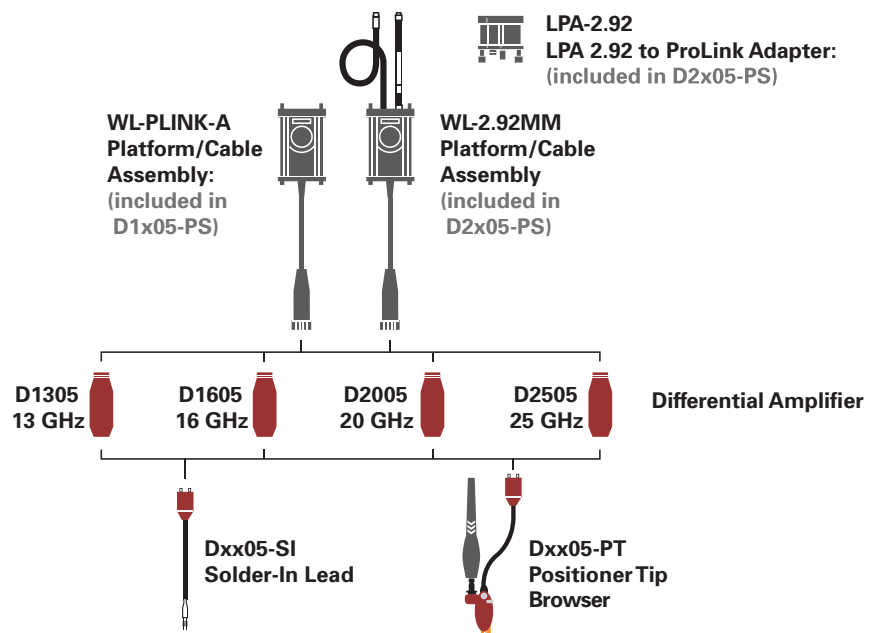 LPA-2.92
LPA 2.92 to ProLink Adapter:
(included in D2x05-PS)
WL-PLINK-A
Platform/Cable
Assembly:
(included in
D1x05-PS)
WL-2.92MM
Platform/Cable
Assembly
(included in
D2x05-PS)
D1305
13 GHz
D1605
16 GHz
D2005
20 GHz
D2505
25 GHz
Differential Amplifier
Dxx05-SI
Solder-In Lead
Dxx05-PT
Positioner Tip
Browser